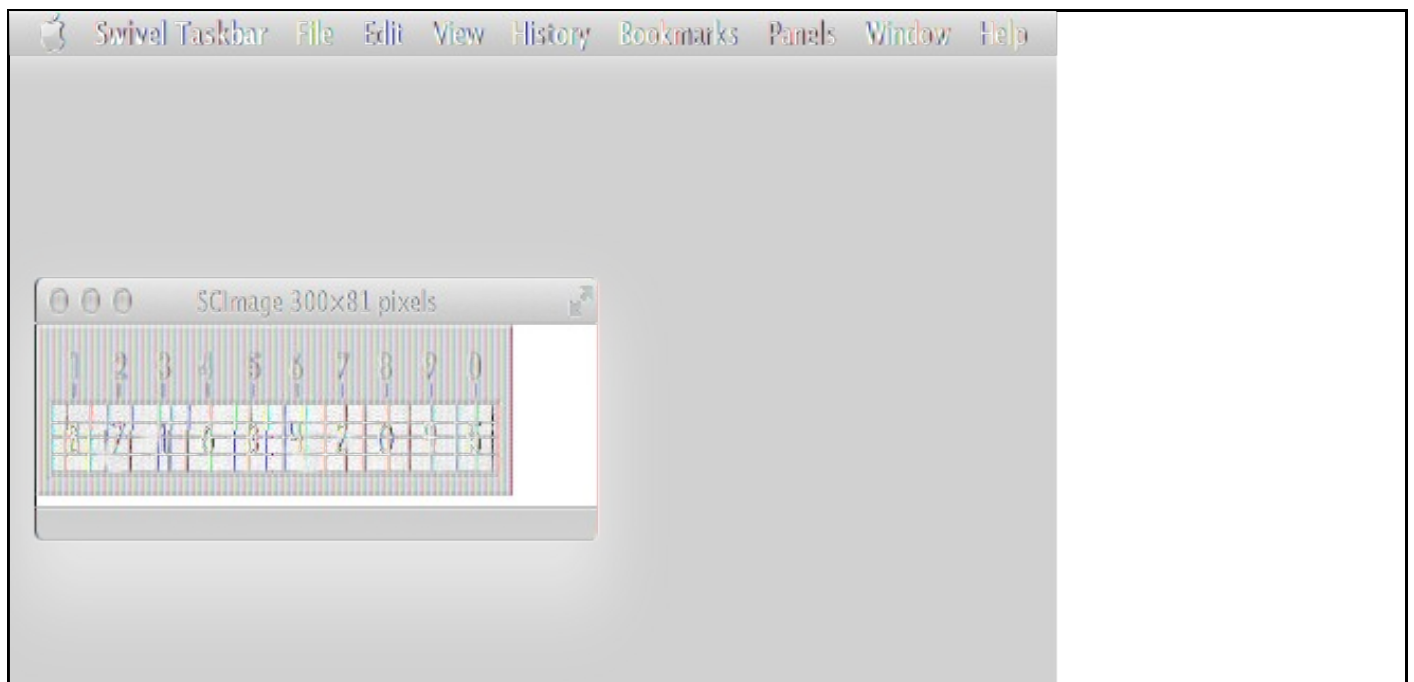 Swivel Taskbar File Edit View History Bookmarks Panels Window Help
SCImage 300×81 pixels
1 2 3 4 5 6 7 8 9 0